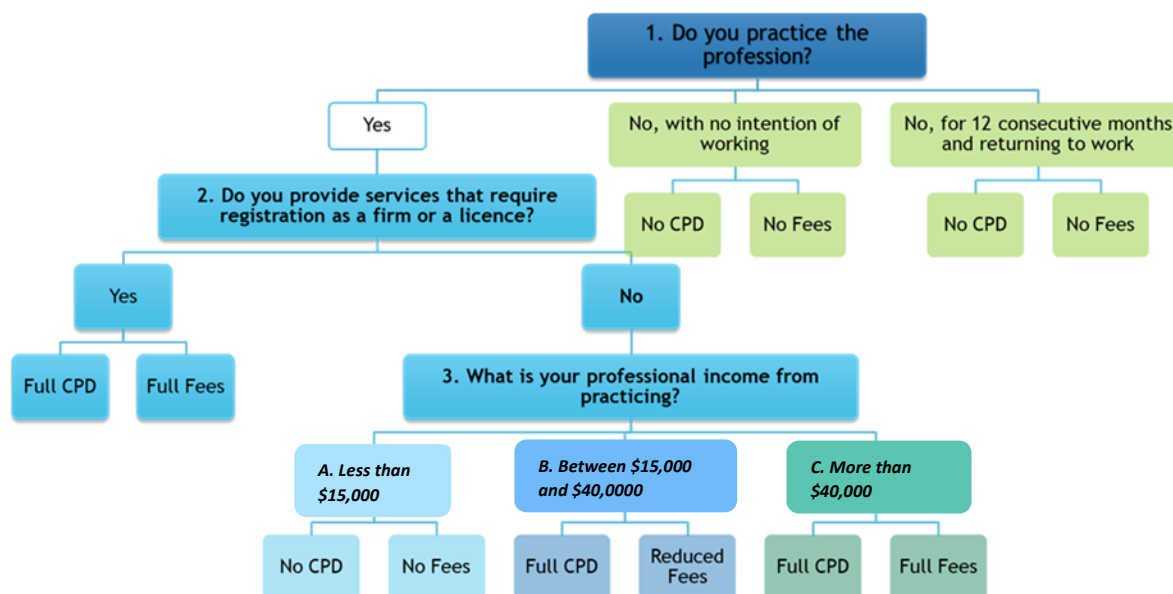 1. Do you practice the
profession?
Yes
No, with no intention of
working
No, for 12 consecutive months
and returning to work
2. Do you provide services that require
registration as a firm or a licence?
No CPD
No Fees
No CPD
No Fees
Yes
No
Full CPD
Full Fees
3. What is your professional income from
practicing?
A. Less than
$15,000
B. Between $15,000
and $40,0000
C. More than
$40,000
No CPD
No Fees
Full CPD
Reduced
Fees
Full CPD
Full Fees